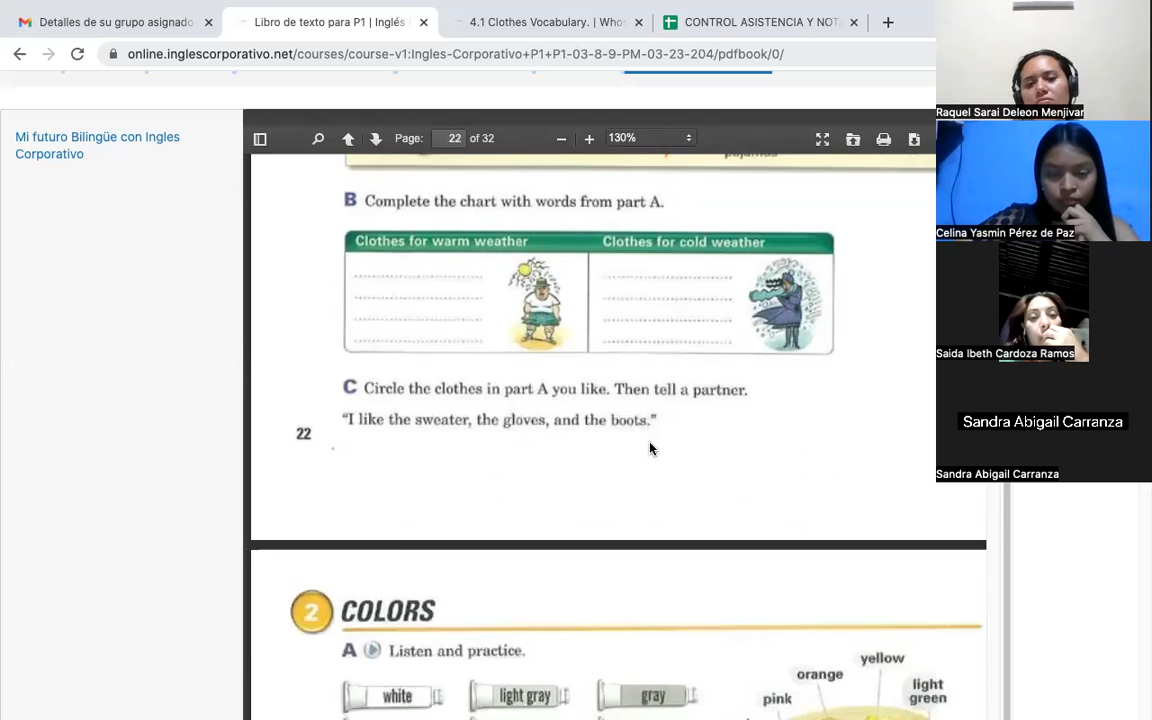 Detalles de su grupo asignado
Libro de texto para P1 | Inglés
4.1 Clothes Vocabulary. | Who
CONTROL ASISTENCIA Y NOT
online.inglescorporativo.net/courses/course-v1:Ingles-Corporativo+P1+P1-03-8-9-PM-03-23-204/pdfbook/0/
Mi futuro Bilingüe con Ingles
Corporativo
Page: 22 of 32
130%
pajamas
B Complete the chart with words from part A.
Clothes for warm weather
Clothes for cold weather
C Circle the clothes in part A you like. Then tell a partner.
“I like the sweater, the gloves, and the boots.”
22
2 COLORS
A Listen and practice.
white
light gray
gray
pink
orange
yellow
light
green
Raquel Sarai Deleon Menjivar
Celina Yasmin Pérez de Paz
Saida Ibeth Cardoza Ramos
Sandra Abigail Carranza
Sandra Abigail Carranza